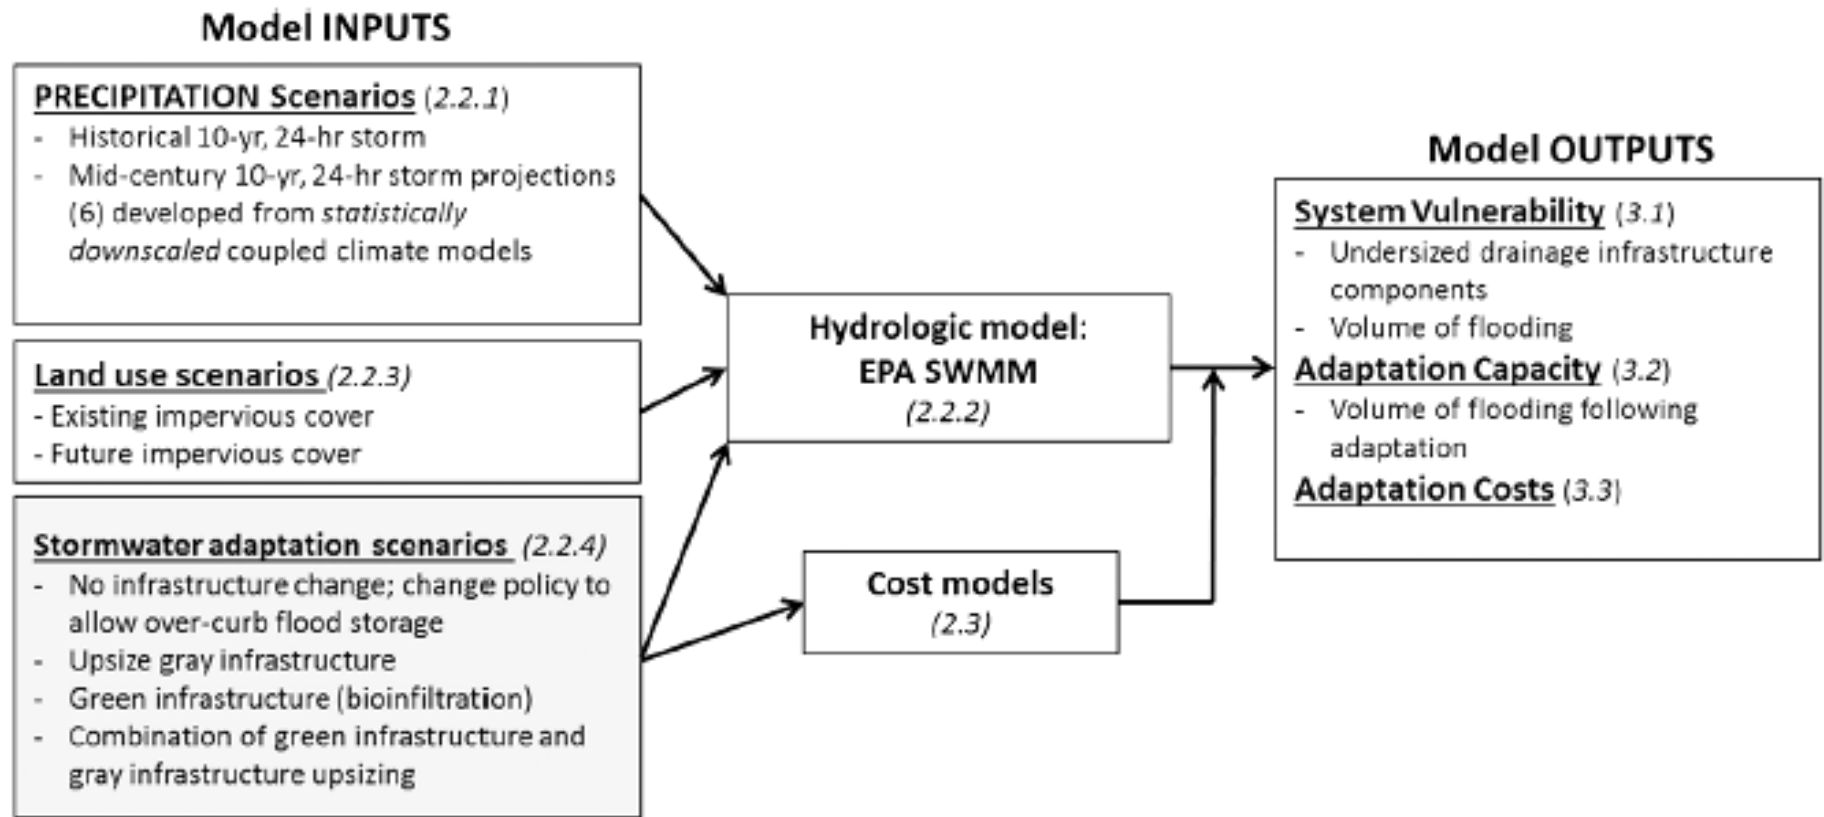 Model INPUTS
PRECIPITATION Scenarios (2.2.1)
- Historical 10-yr, 24-hr storm
- Mid-century 10-yr, 24-hr storm projections
(6) developed from statistically
downscaled coupled climate models
Land use scenarios (2.2.3)
- Existing impervious cover
- Future impervious cover
Stormwater adaptation scenarios (2.2.4)
- No infrastructure change; change policy to
allow over-curb flood storage
- Upsize gray infrastructure
- Green infrastructure (bioinfiltration)
- Combination of green infrastructure and
gray infrastructure upsizing
Hydrologic model:
EPA SWMM
(2.2.2)
Cost models
(2.3)
Model OUTPUTS
System Vulnerability (3.1)
- Undersized drainage infrastructure
components
- Volume of flooding
Adaptation Capacity (3.2)
- Volume of flooding following
adaptation
Adaptation Costs (3.3)